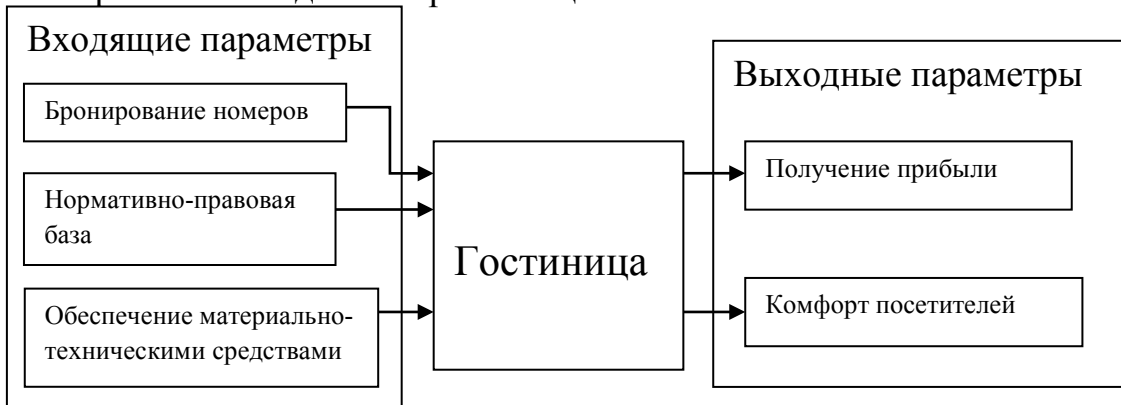 Входящие параметры
Бронирование номеров
Нормативно-правовая
база
Обеспечение материально-
техническими средствами
Гостиница
Выходные параметры
Получение прибыли
Комфорт посетителей